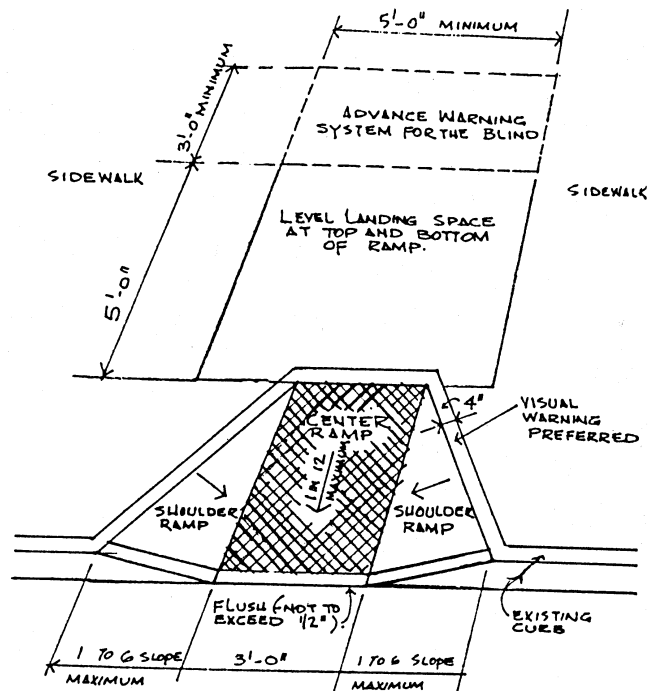 5'-0" MINIMUM
3'-0" MINIMUM
ADVANCE WARNING
SYSTEM FOR THE BLIND
SIDEWALK
SIDEWALK
LEVEL LANDING SPACE
AT TOP AND BOTTOM
OF RAMP.
5'-0"
4"
VISUAL
WARNING
PREFERRED
CENTER
RAMP
1 IN 12
MAXIMUM
SHOULDER
RAMP
SHOULDER
RAMP
FLUSH (NOT TO
EXCEED 1/2").
EXISTING
CURB
1 TO 6 SLOPE
MAXIMUM
3'-0"
1 TO 6 SLOPE
MAXIMUM